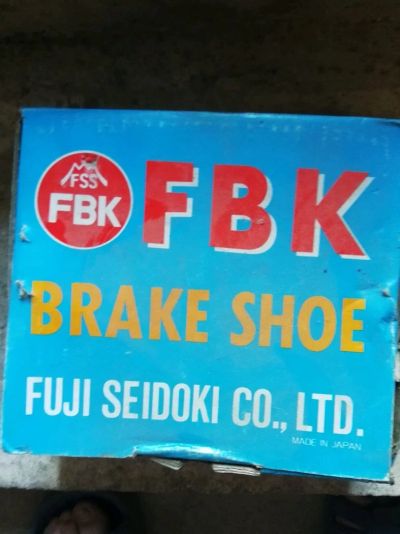 FSS
FBK
FBK
BRAKE SHOE
FUJI SEIDOKI CO., LTD.
MADE IN JAPAN